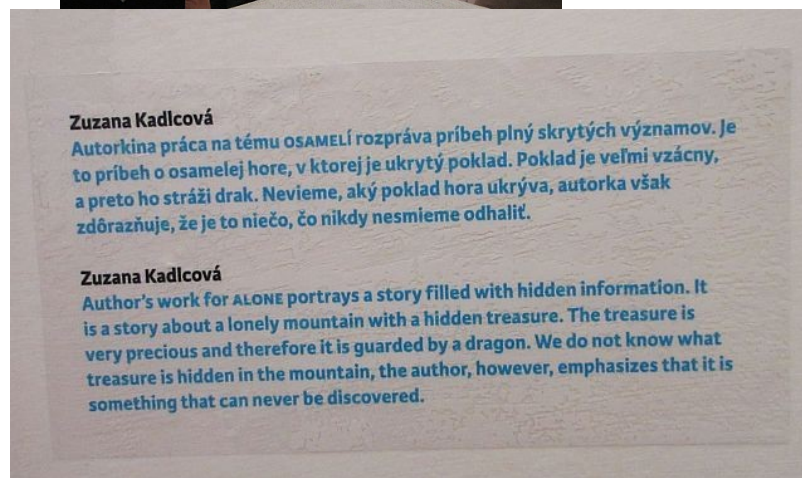 Zuzana Kadlcová
Autorkina práca na tému OSAMELÍ rozpráva príbeh plný skrytých významov. Je
to príbeh o osamelej hore, v ktorej je ukrytý poklad. Poklad je veľmi vzácny,
a preto ho stráži drak. Nevieme, aký poklad hora ukrýva, autorka však
zdôrazňuje, že je to niečo, čo nikdy nesmieme odhaliť.
Zuzana Kadlcová
Author's work for ALONE portrays a story filled with hidden information. It
is a story about a lonely mountain with a hidden treasure. The treasure is
very precious and therefore it is guarded by a dragon. We do not know what
treasure is hidden in the mountain, the author, however, emphasizes that it is
something that can never be discovered.